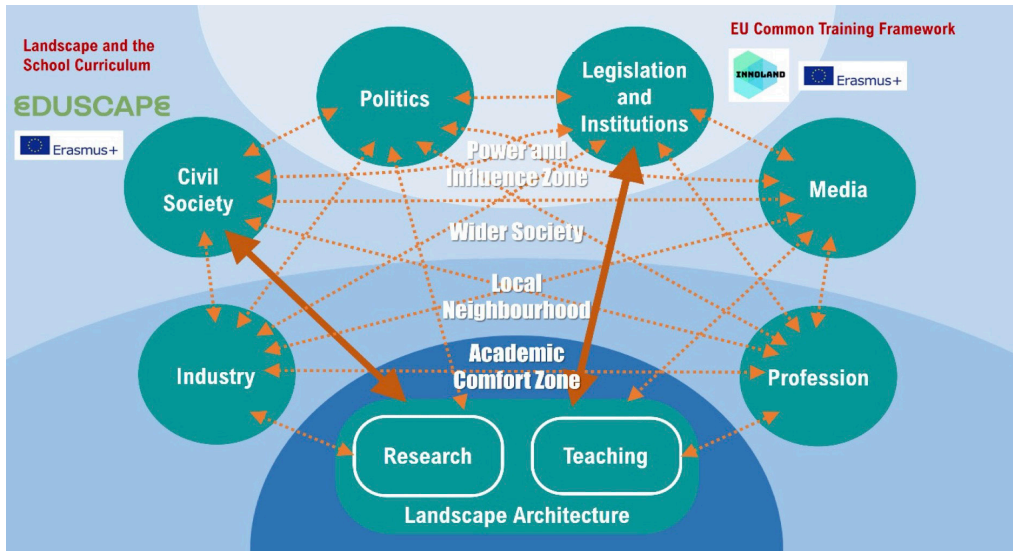 Landscape and the
School Curriculum
ƐDUSCAPƐ
Erasmus+
EU Common Training Framework
INNOLAND
Erasmus+
Politics
Legislation
and
Institutions
Power and
Influence Zone
Civil
Society
Media
Wider Society
Local
Neighbourhood
Industry
Academic
Comfort Zone
Profession
Research
Teaching
Landscape Architecture